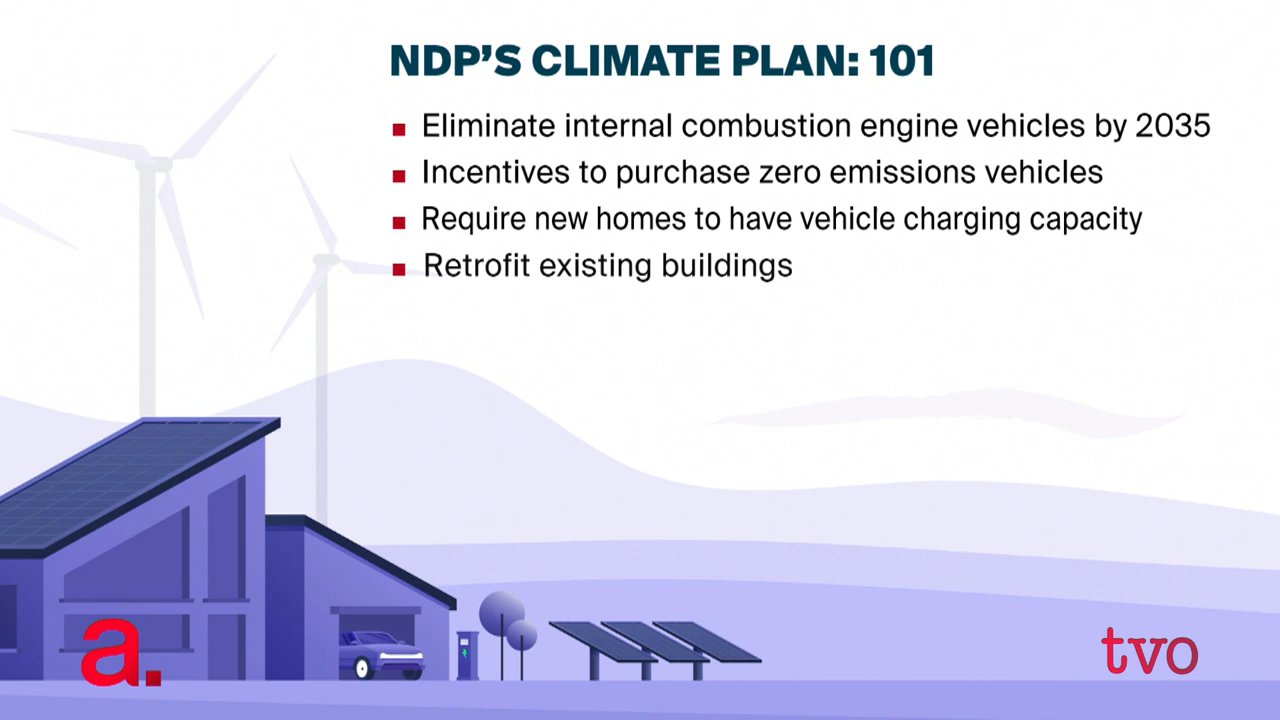 NDP'S CLIMATE PLAN: 101
Eliminate internal combustion engine vehicles by 2035
Incentives to purchase zero emissions vehicles
Require new homes to have vehicle charging capacity
Retrofit existing buildings
a.
tvo